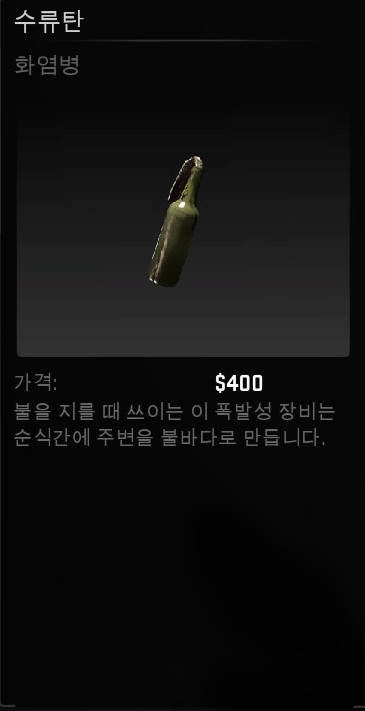 수류탄
화염병
가격: $400
불을 지를 때 쓰이는 이 폭발성 장비는
순식간에 주변을 불바다로 만듭니다.